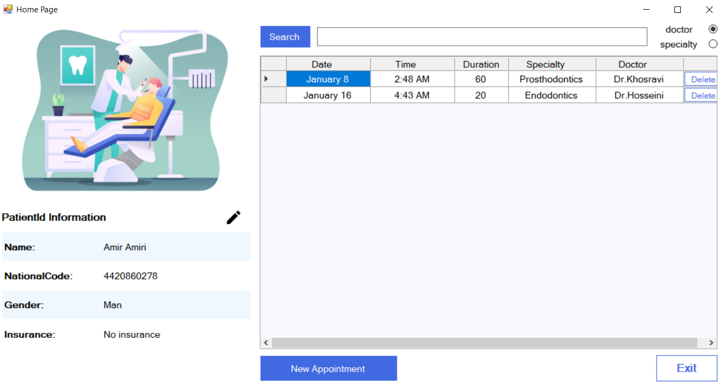 Home Page
Search
doctor
specialty
Date Time Duration Specialty Doctor
January 8 2:48 AM 60 Prosthodontics Dr.Khosravi Delete
January 16 4:43 AM 20 Endodontics Dr.Hosseini Delete
PatientId Information
Name: Amir Amiri
NationalCode: 4420860278
Gender: Man
Insurance: No insurance
New Appointment
Exit